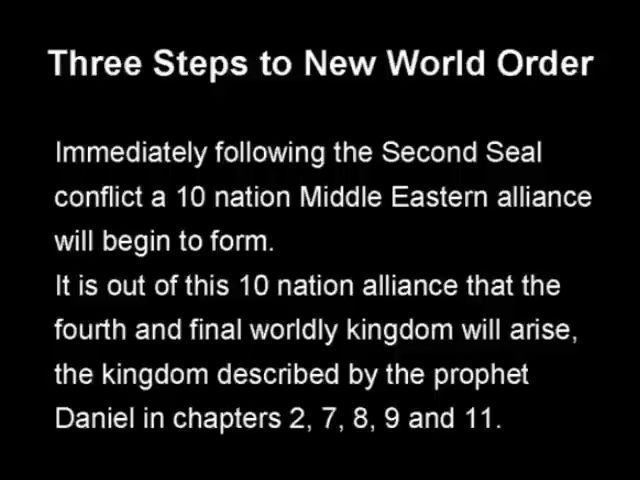 Three Steps to New World Order
Immediately following the Second Seal
conflict a 10 nation Middle Eastern alliance
will begin to form.
It is out of this 10 nation alliance that the
fourth and final worldly kingdom will arise,
the kingdom described by the prophet
Daniel in chapters 2, 7, 8, 9 and 11.